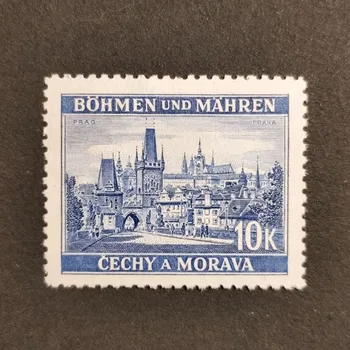 BÖHMEN UND MÄHREN
PRAG PRAHA
10K
ČECHY A MORAVA